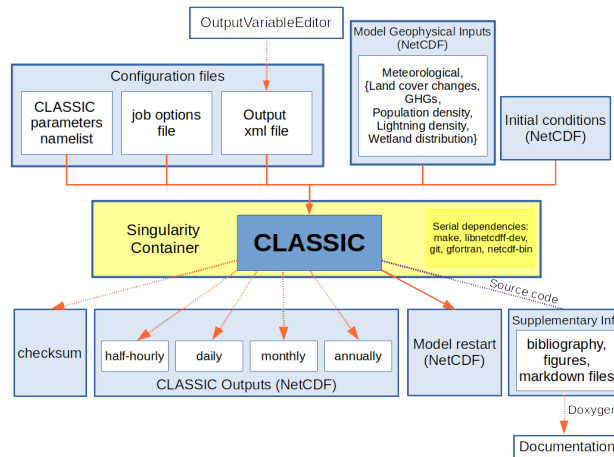 OutputVariableEditor
Model Geophysical Inputs
(NetCDF)
Meteorological,
{Land cover changes,
GHGs,
Population density,
Lightning density,
Wetland distribution}
Configuration files
CLASSIC
parameters
namelist
job options
file
Output
xml file
Initial conditions
(NetCDF)
Singularity
Container
CLASSIC
Serial dependencies:
make, libnetcdff-dev,
git, gfortran, netcdf-bin
Source code
checksum
half-hourly
daily
monthly
annually
CLASSIC Outputs (NetCDF)
Model restart
(NetCDF)
Supplementary Inf
bibliography,
figures,
markdown files
Doxygen
Documentation